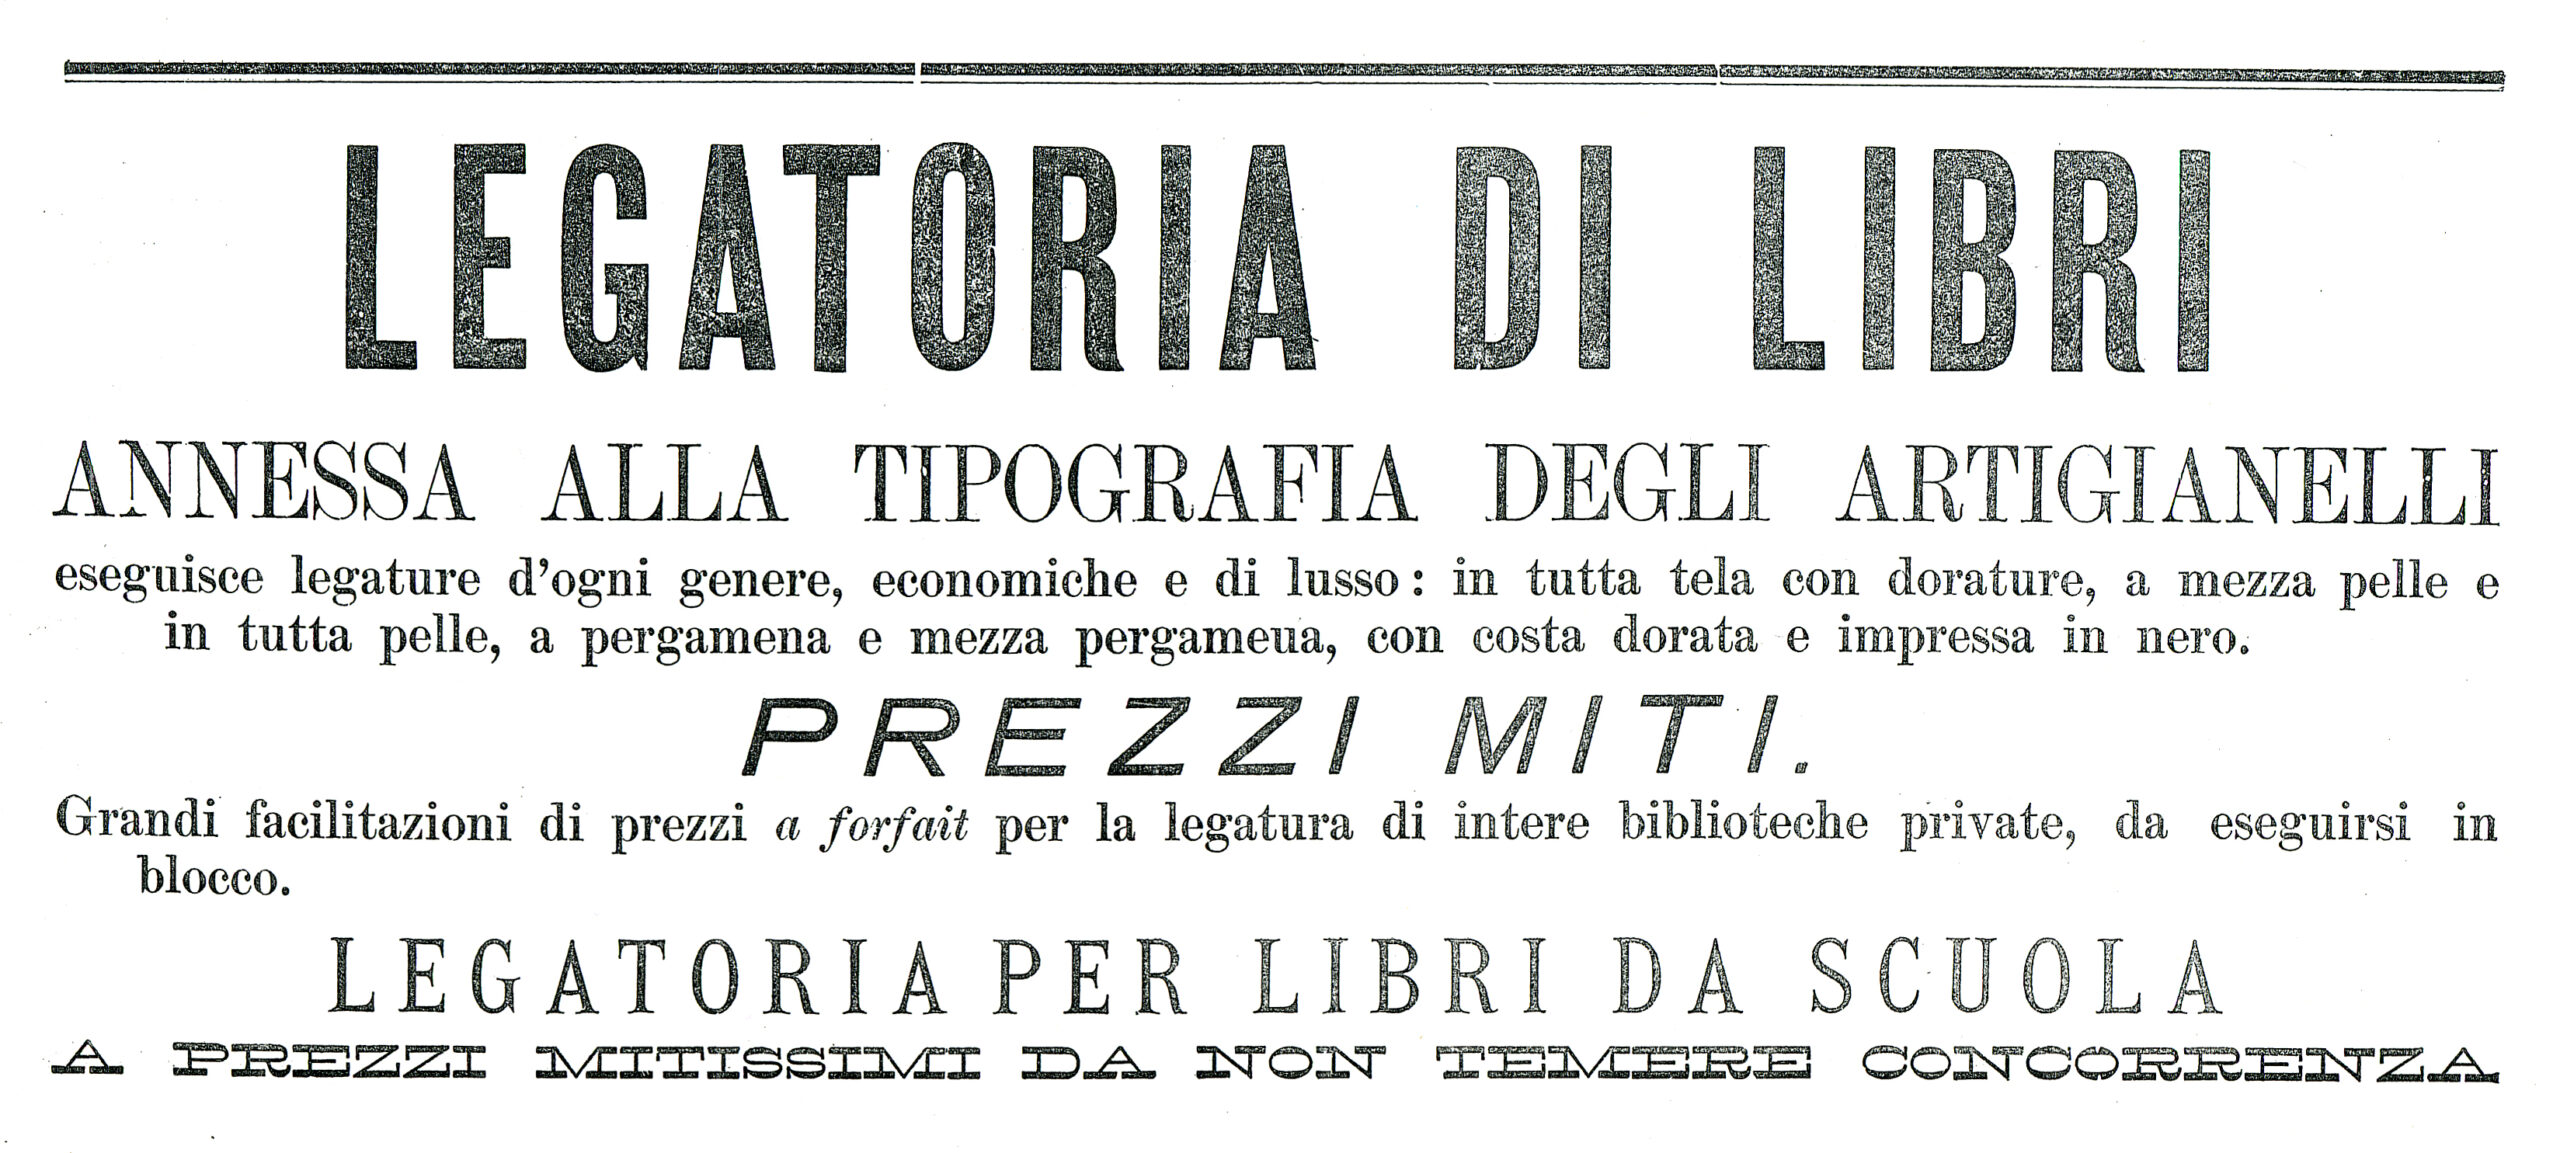 LEGATORIA DI LIBRI
ANNESSA ALLA TIPOGRAFIA DEGLI ARTIGIANELLI
eseguisce legature d'ogni genere, economiche e di lusso: in tutta tela con dorature, a mezza pelle e
in tutta pelle, a pergamena e mezza pergameua, con costa dorata e impressa in nero.
PREZZI MITI.
Grandi facilitazioni di prezzi a forfait per la legatura di intere biblioteche private, da eseguirsi in
blocco.
LEGATORIA PER LIBRI DA SCUOLA
A PREZZI MITISSIMI DA NON TEMERE CONCORRENZA